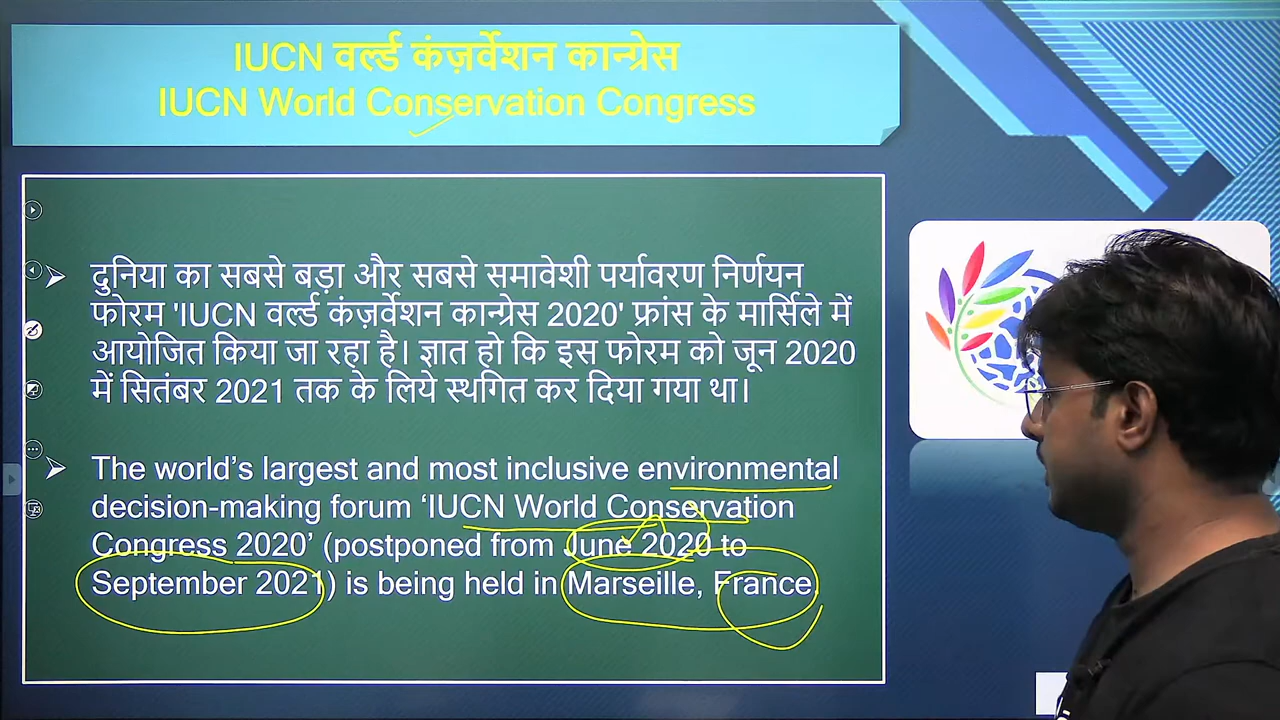 IUCN वर्ल्ड कंज़र्वेशन कान्ग्रेस
IUCN World Conservation Congress
दुनिया का सबसे बड़ा और सबसे समावेशी पर्यावरण निर्णयन
फोरम 'IUCN वर्ल्ड कंज़र्वेशन कान्ग्रेस 2020' फ्रांस के मार्सिले में
आयोजित किया जा रहा है। ज्ञात हो कि इस फोरम को जून 2020
में सितंबर 2021 तक के लिये स्थगित कर दिया गया था।
The world’s largest and most inclusive environmental
decision-making forum ‘IUCN World Conservation
Congress 2020’ (postponed from June 2020 to
September 2021) is being held in Marseille, France.